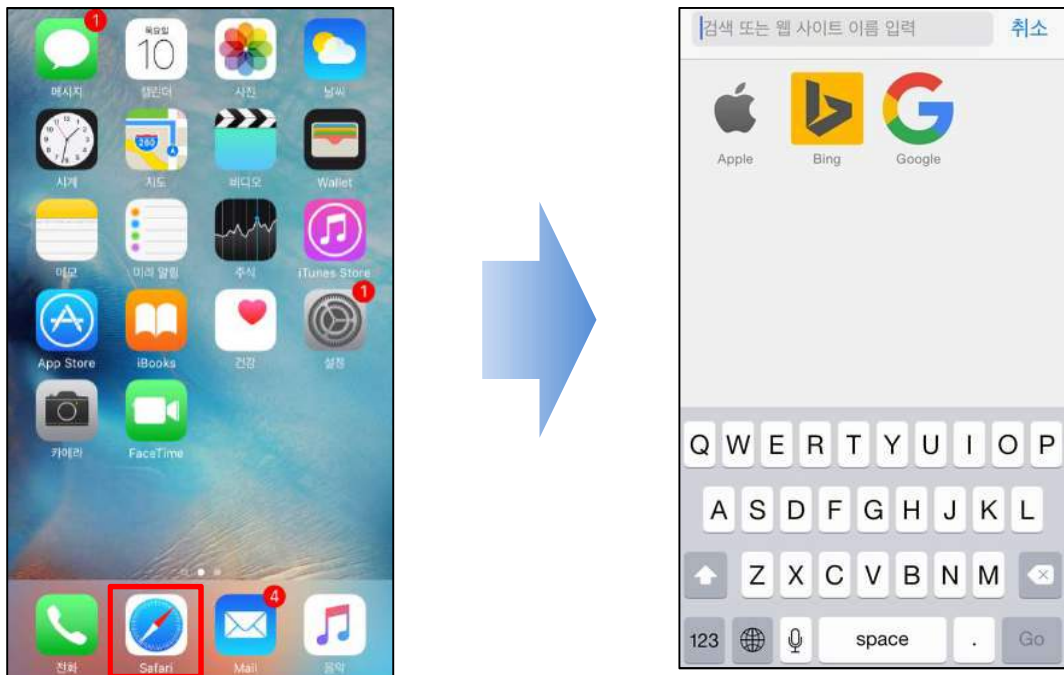 1
목요일
10
메시지
캘린더
사진
날씨
280
시계
지도
비디오
Wallet
메모
미리 알림
주식
iTunes Store
1
App Store
iBooks
건강
설정
카메라
FaceTime
4
전화
Safari
Mail
음악
검색 또는 웹 사이트 이름 입력
취소
Apple
Bing
Google
Q W E R T Y U I O P
A S D F G H J K L
Z X C V B N M
123
space
.
Go